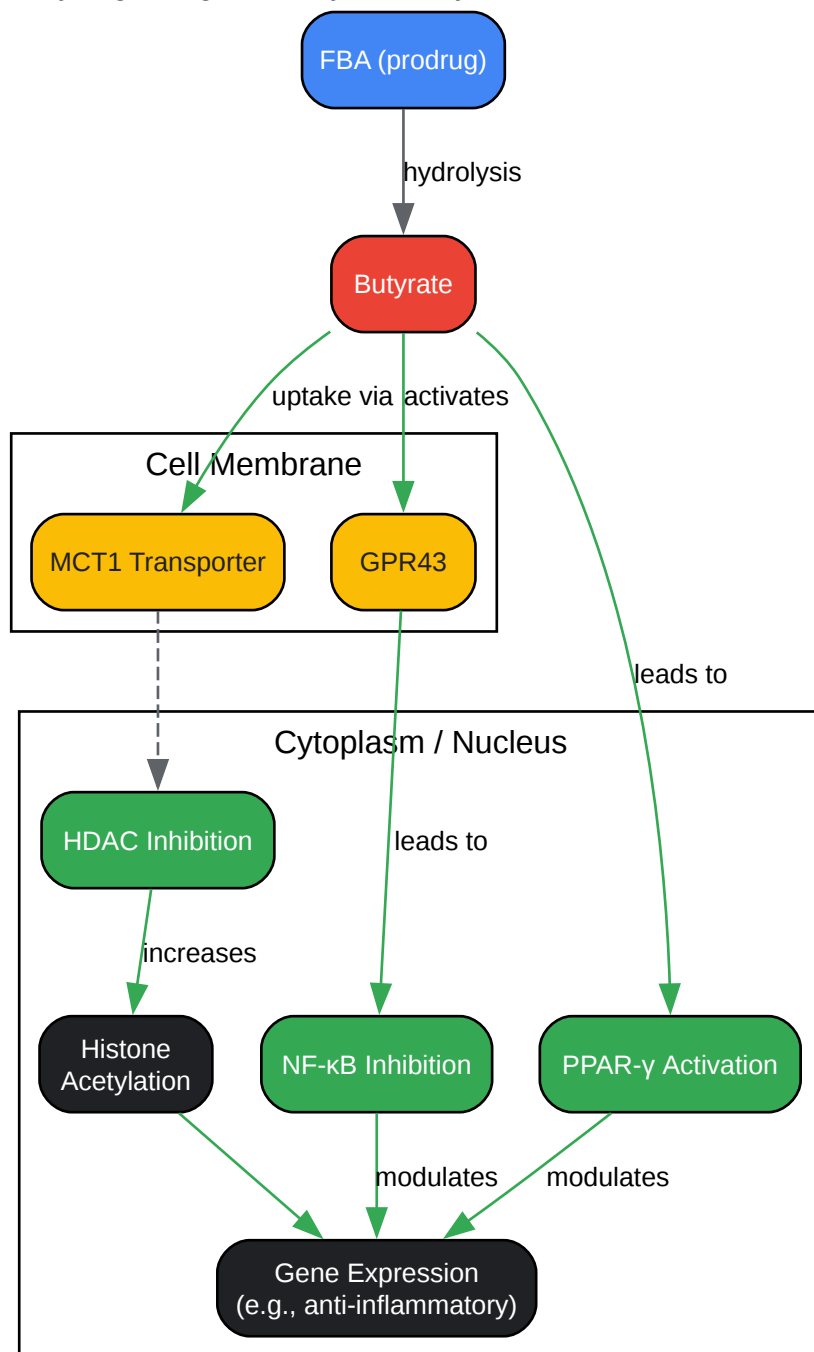 FBA (prodrug)
hydrolysis
Butyrate
uptake via
activates
Cell Membrane
MCT1 Transporter
GPR43
leads to
Cytoplasm / Nucleus
HDAC Inhibition
leads to
increases
Histone
Acetylation
NF-κB Inhibition
PPAR-γ Activation
modulates
modulates
Gene Expression
(e.g., anti-inflammatory)